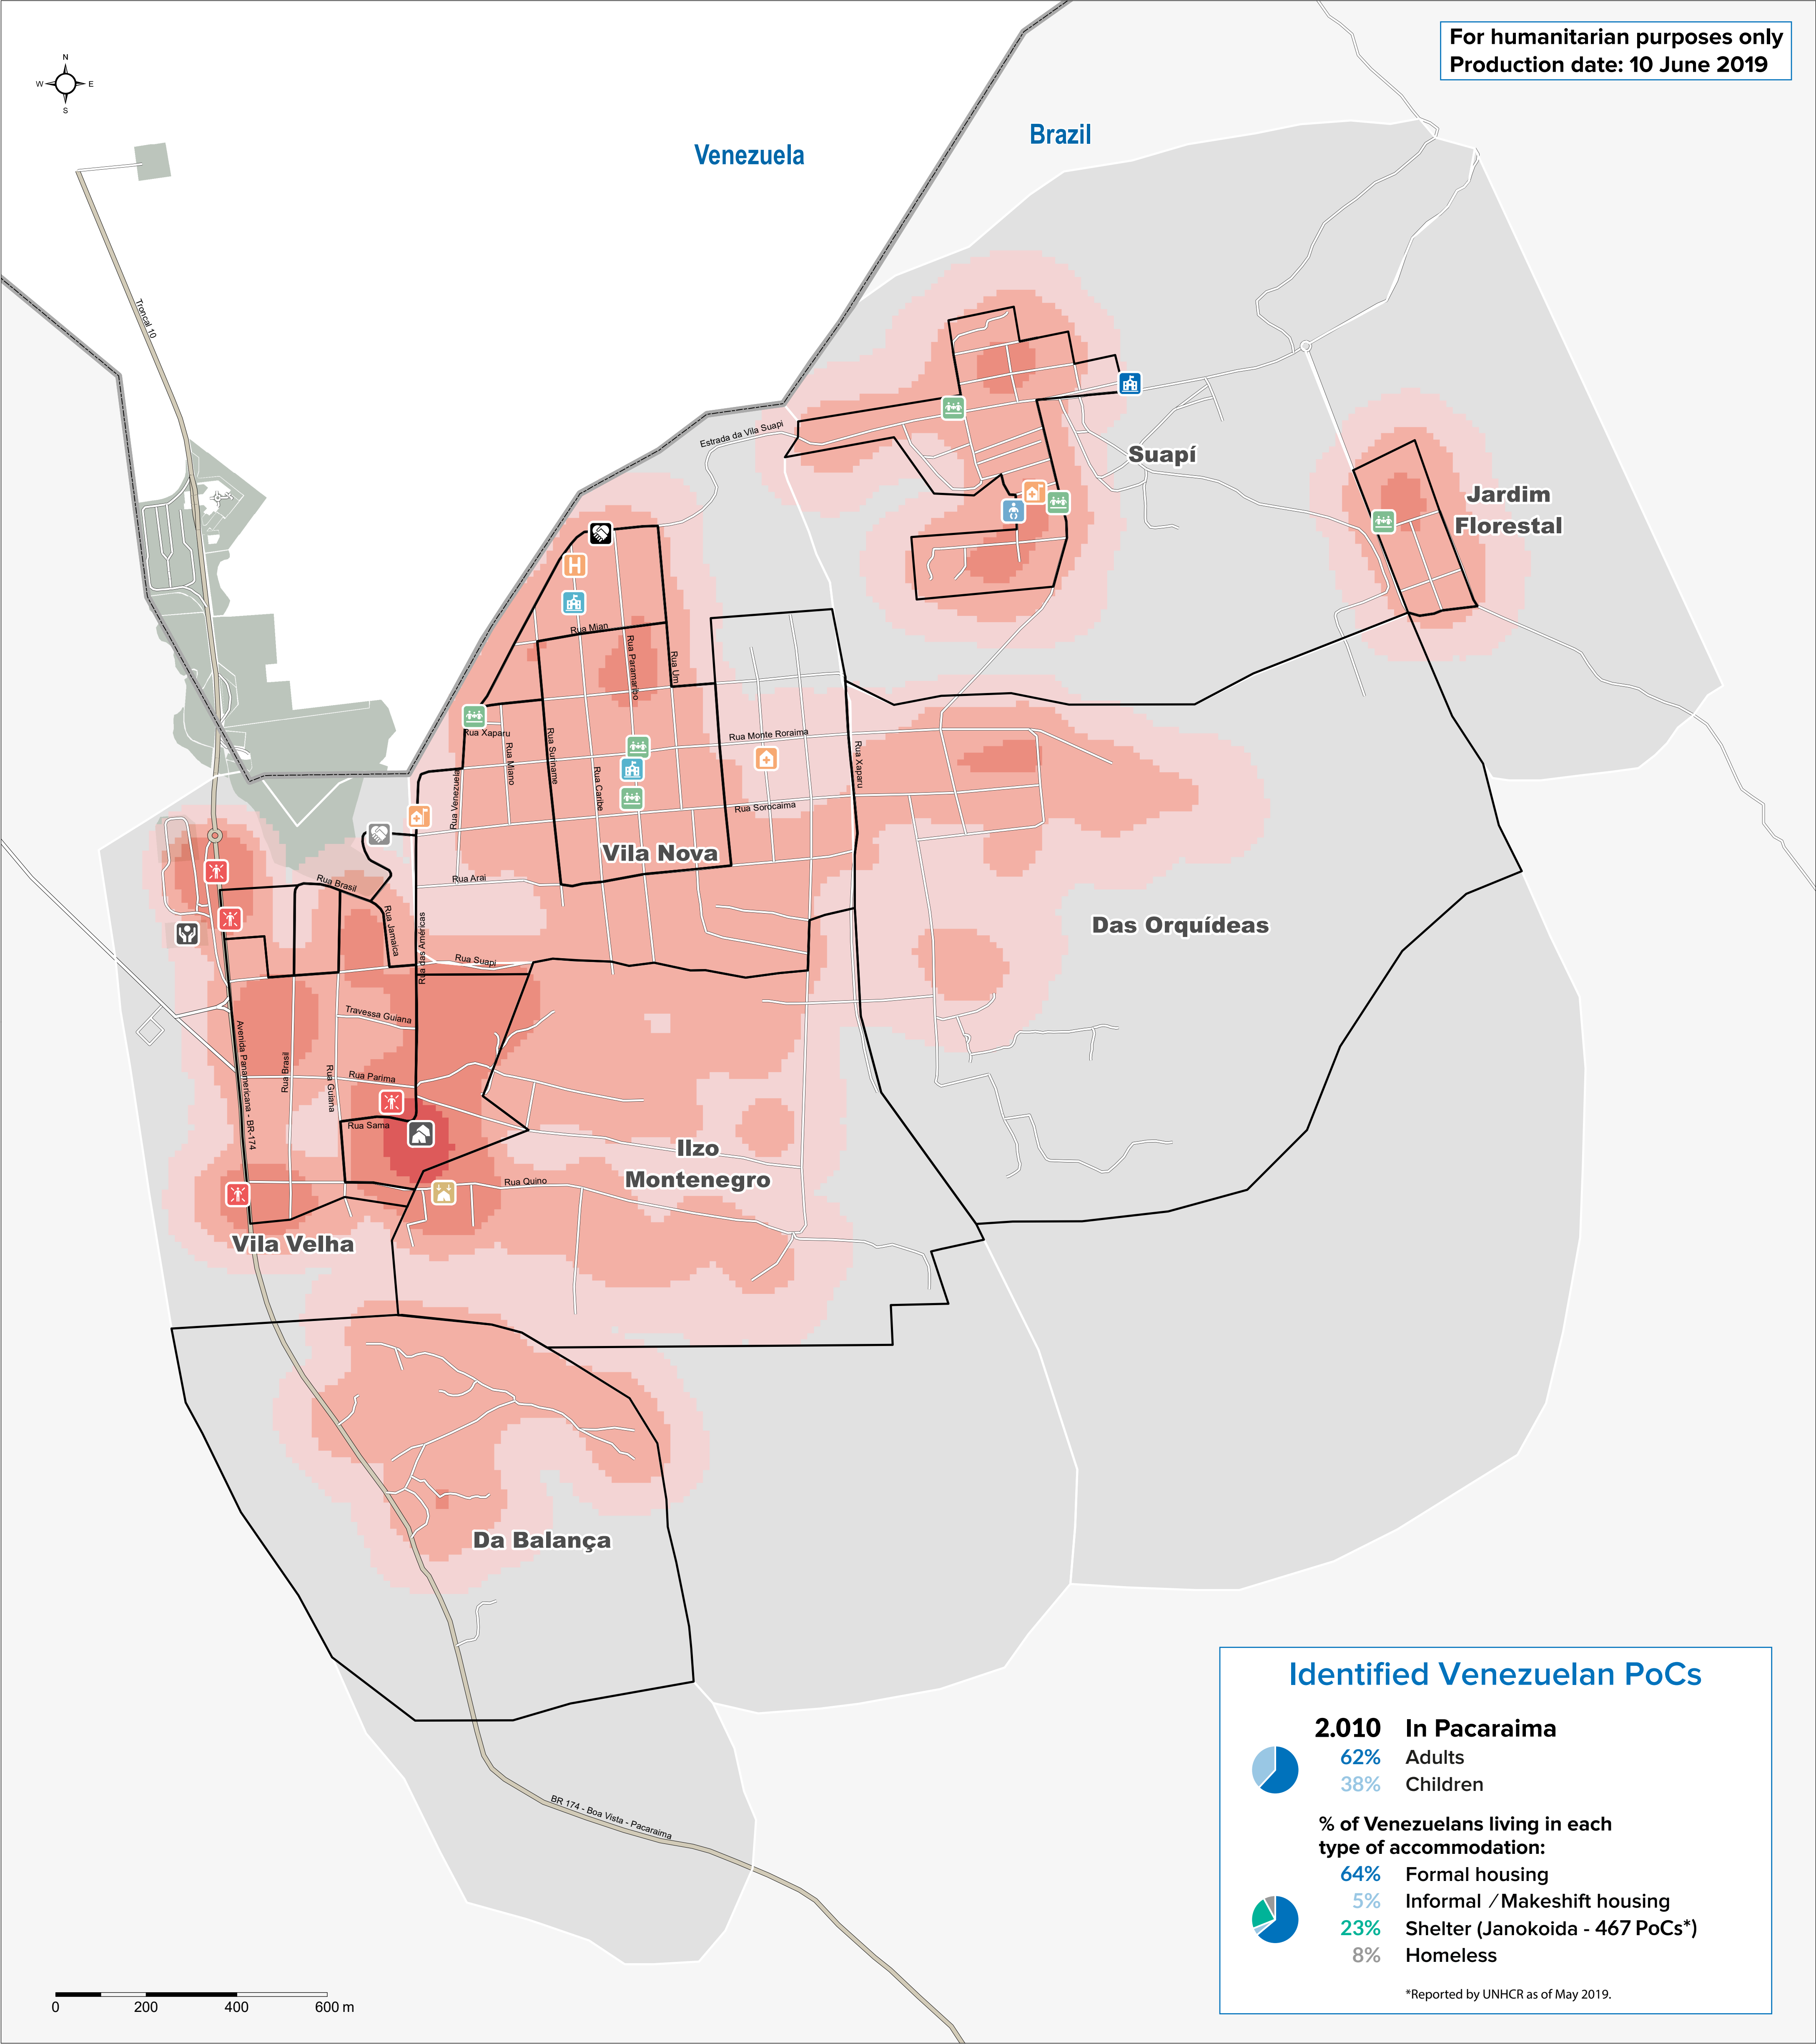 For humanitarian purposes only
Production date: 10 June 2019
N
W
E
S
Brazil
Venezuela
Troncal 10
Estrada da Vila Suapi
Suapí
Jardim
Florestal
H
Rua Mian
Rua Paramaribo
Rua Um
Rua Xaparu
Rua Miano
Rua Suriname
Rua Caribe
Rua Venezuela
Rua Monte Roraima
Rua Xaparu
Rua Sorocaima
Vila Nova
Rua Arai
Rua Brasil
Rua Jamaica
Rua das Américas
Rua Suapi
Das Orquídeas
Travessa Guiana
Avenida Panamericana - BR-174
Rua Brasil
Rua Guiana
Rua Parima
Rua Sama
Ilzo
Montenegro
Rua Quino
Vila Velha
Da Balança
BR 174 - Boa Vista - Pacaraima
Identified Venezuelan PoCs
2.010 In Pacaraima
62% Adults
38% Children
% of Venezuelans living in each
type of accommodation:
64% Formal housing
5% Informal / Makeshift housing
23% Shelter (Janokoida - 467 PoCs*)
8% Homeless
*Reported by UNHCR as of May 2019.
0 200 400 600 m